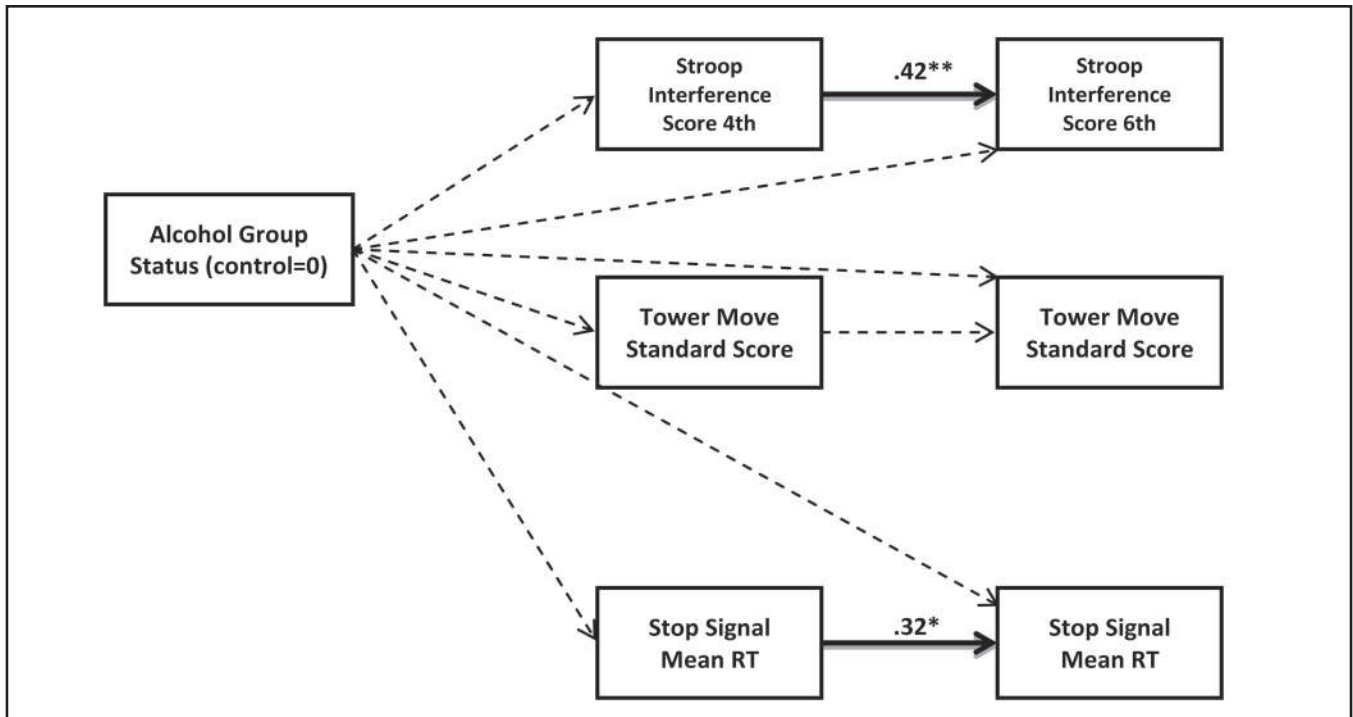 Stroop
Interference
Score 4th
.42**
Stroop
Interference
Score 6th
Alcohol Group
Status (control=0)
Tower Move
Standard Score
Tower Move
Standard Score
Stop Signal
Mean RT
.32*
Stop Signal
Mean RT